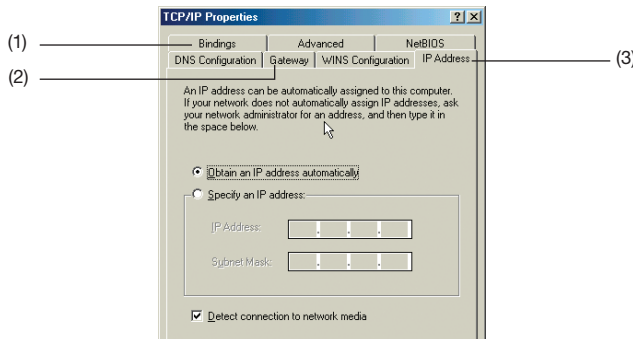 TCP/IP Properties
(1)
Bindings Advanced NetBIOS
DNS Configuration Gateway WINS Configuration IP Address
(3)
(2)
An IP address can be automatically assigned to this computer.
If your network does not automatically assign IP addresses, ask
your network administrator for an address, and then type it in
the space below.
Obtain an IP address automatically
Specify an IP address:
IP Address:
Subnet Mask:
Detect connection to network media